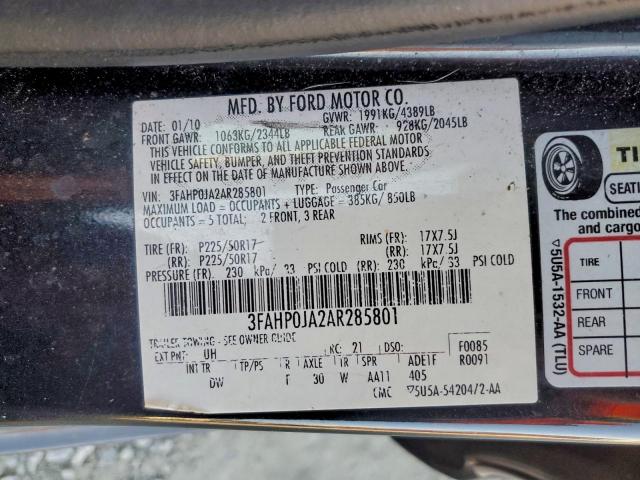 MFD. BY FORD MOTOR CO.
DATE: 01/10 GVWR: 1991KG/4389LB
FRONT GAWR: 1063KG/2344LB REAR GAWR: 928KG/2045LB
THIS VEHICLE CONFORMS TO ALL APPLICABLE FEDERAL MOTOR
VEHICLE SAFETY, BUMPER, AND THEFT PREVENTION STANDARDS
IN EFFECT ON THE DATE OF MANUFACTURE SHOWN ABOVE.
VIN: 3FAHP0JA2AR285801 TYPE: Passenger Car
MAXIMUM LOAD = OCCUPANTS + LUGGAGE = 385KG/ 850LB
OCCUPANTS = 5 TOTAL; 2 FRONT, 3 REAR
TIRE (FR): P225/50R17 RIMS (FR): 17X7.5J
(RR): P225/50R17 (RR): 17X7.5J
PRESSURE (FR): 230 kPa/ 33 PSI COLD (RR): 230 kPa/ 33 PSI COLD
3FAHP0JA2AR285801
TRAILER TOWING - SEE OWNER GUIDE
EXT PNT: UH RC: 21 DSO: F0085
INT TR TP/PS R AXLE TR SPR ADE1F R0091
DW F 30 W AA11 405
CMC ▽5U5A-54204/2-AA
TI
SEATI
The combined
and cargo
TIRE
FRONT
REAR
SPARE
▽5U5A-1532-AA (TLU)